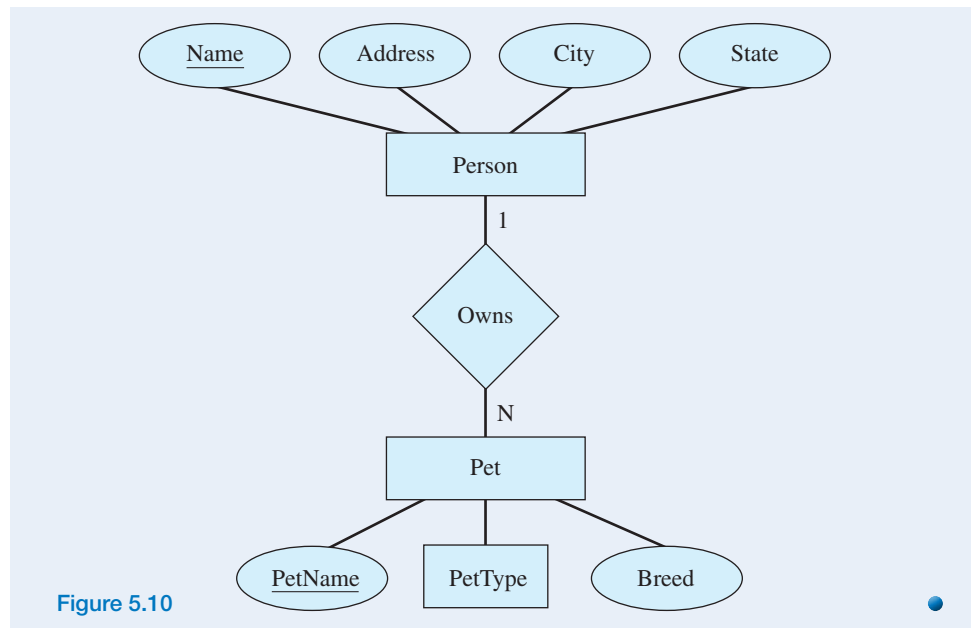 Name Address City State
Person
1
Owns
N
Pet
PetName PetType Breed
Figure 5.10